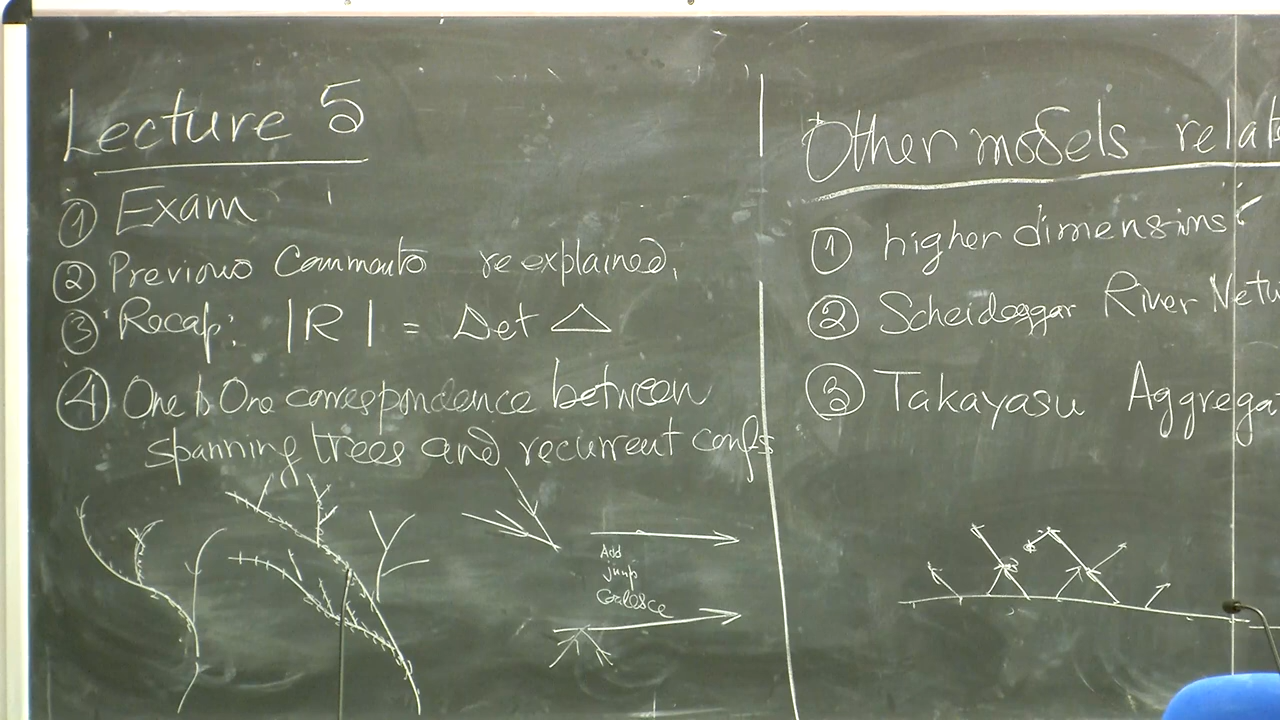 Lecture 5
① Exam
② Previous Comments re explained.
③ Recap: |R| = Det △
④ One to One correspondence between
spanning trees and recurrent confs
Add
jump
Coalesce
Other models relat
① higher dimensions?
② Scheideggar River Netw
③ Takayasu Aggrega